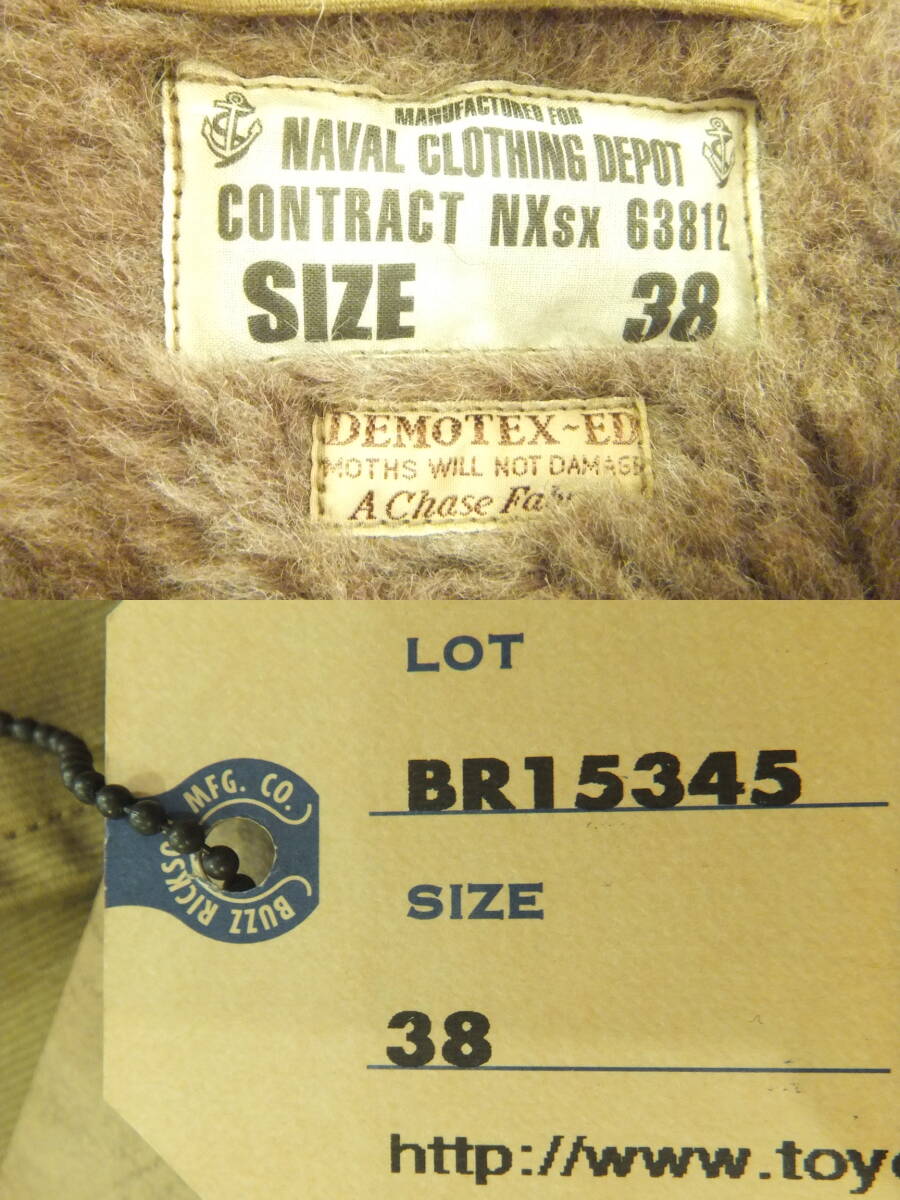 MANUFACTURED FOR
NAVAL CLOTHING DEPOT
CONTRACT NXsx 63812
SIZE 38
DEMOTEX~ED
MOTHS WILL NOT DAMAGE
A Chase
LOT
BR15345
MFG. CO.
BUZZ
SIZE
38
http://www.toy